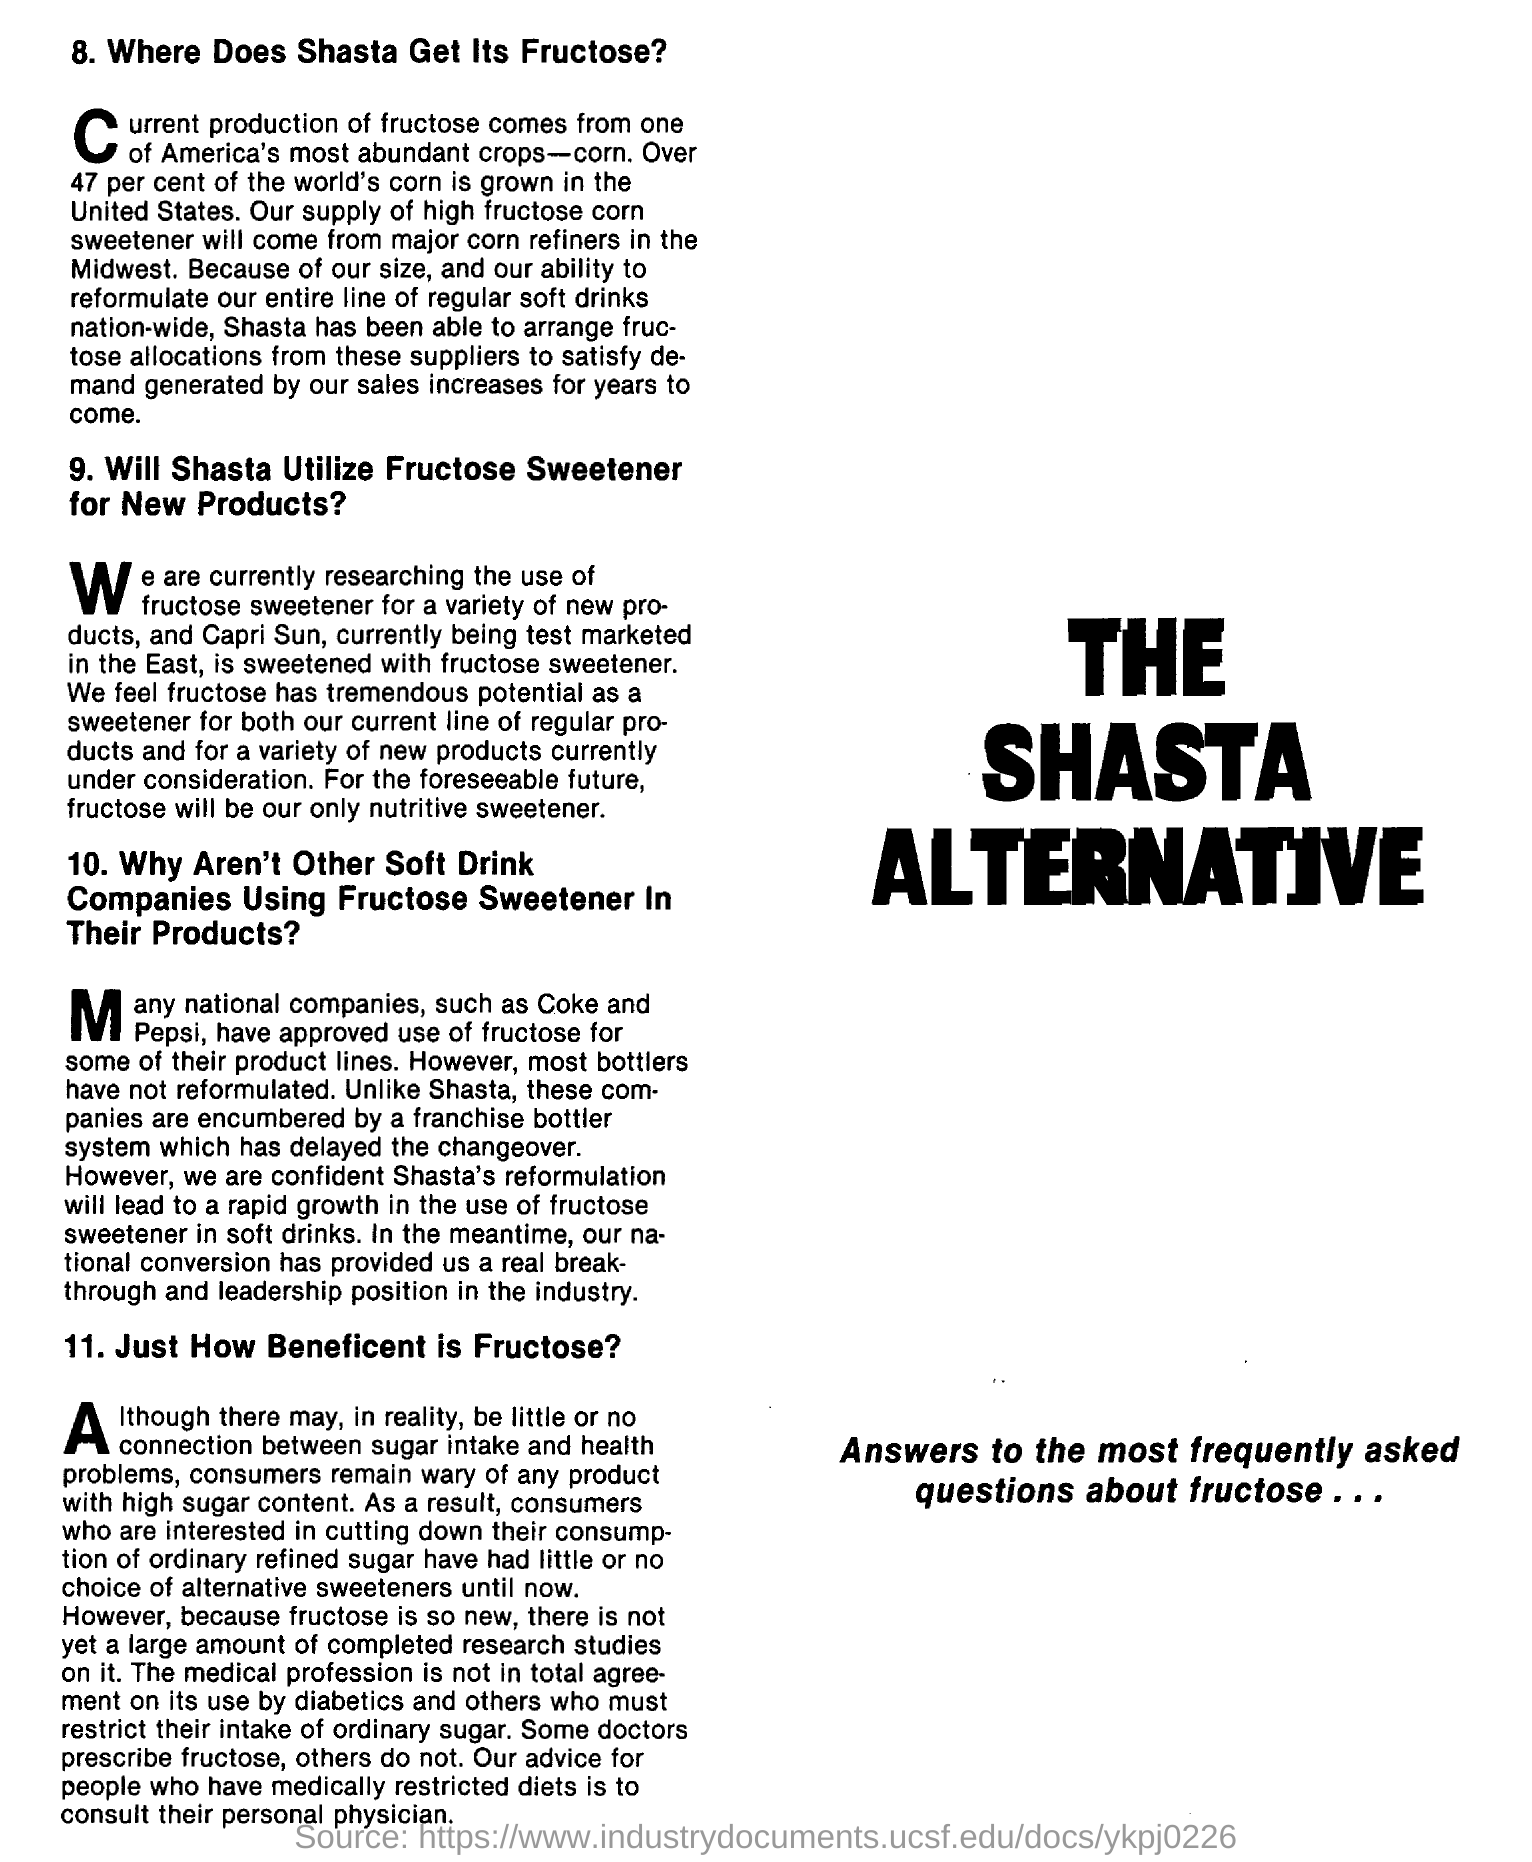 8. Where Does Shasta Get Its Fructose?
Current production of fructose comes from one
of America's most abundant crops—corn. Over
47 per cent of the world's corn is grown in the
United States. Our supply of high fructose corn
sweetener will come from major corn refiners in the
Midwest. Because of our size, and our ability to
reformulate our entire line of regular soft drinks
nation-wide, Shasta has been able to arrange fruc-
tose allocations from these suppliers to satisfy de-
mand generated by our sales increases for years to
come.
9. Will Shasta Utilize Fructose Sweetener
for New Products?
We are currently researching the use of
fructose sweetener for a variety of new pro-
ducts, and Capri Sun, currently being test marketed
in the East, is sweetened with fructose sweetener.
We feel fructose has tremendous potential as a
sweetener for both our current line of regular pro-
ducts and for a variety of new products currently
under consideration. For the foreseeable future,
fructose will be our only nutritive sweetener.
10. Why Aren't Other Soft Drink
Companies Using Fructose Sweetener In
Their Products?
Many national companies, such as Coke and
Pepsi, have approved use of fructose for
some of their product lines. However, most bottlers
have not reformulated. Unlike Shasta, these com-
panies are encumbered by a franchise bottler
system which has delayed the changeover.
However, we are confident Shasta's reformulation
will lead to a rapid growth in the use of fructose
sweetener in soft drinks. In the meantime, our na-
tional conversion has provided us a real break-
through and leadership position in the industry.
11. Just How Beneficent is Fructose?
Although there may, in reality, be little or no
connection between sugar intake and health
problems, consumers remain wary of any product
with high sugar content. As a result, consumers
who are interested in cutting down their consump-
tion of ordinary refined sugar have had little or no
choice of alternative sweeteners until now.
However, because fructose is so new, there is not
yet a large amount of completed research studies
on it. The medical profession is not in total agree-
ment on its use by diabetics and others who must
restrict their intake of ordinary sugar. Some doctors
prescribe fructose, others do not. Our advice for
people who have medically restricted diets is to
consult their personal physician.
THE
SHASTA
ALTERNATIVE
Answers to the most frequently asked
questions about fructose . . .
Source: https://www.industrydocuments.ucsf.edu/docs/ykpj0226